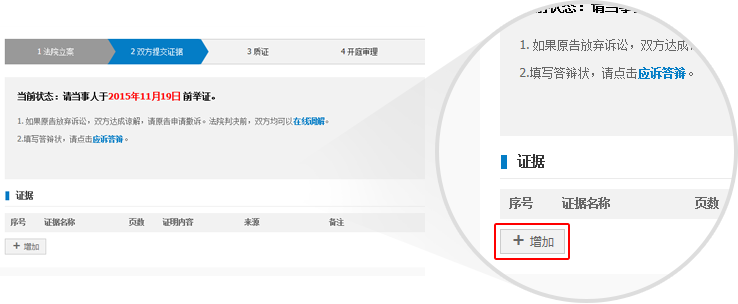 1 法院立案 2 双方提交证据 3 质证 4 开庭审理
当前状态：请当事人于2015年11月19日 前举证。
1. 如果原告放弃诉讼，双方达成谅解，请原告申请撤诉。法院判决前，双方均可以在线调解。
2.填写答辩状，请点击应诉答辩。
证据
序号 证据名称 页数 证明内容 来源 备注
+ 增加
当前状态：请当事
1. 如果原告放弃诉讼，双方达成
2.填写答辩状，请点击应诉答辩。
证据
序号 证据名称 页数
+ 增加